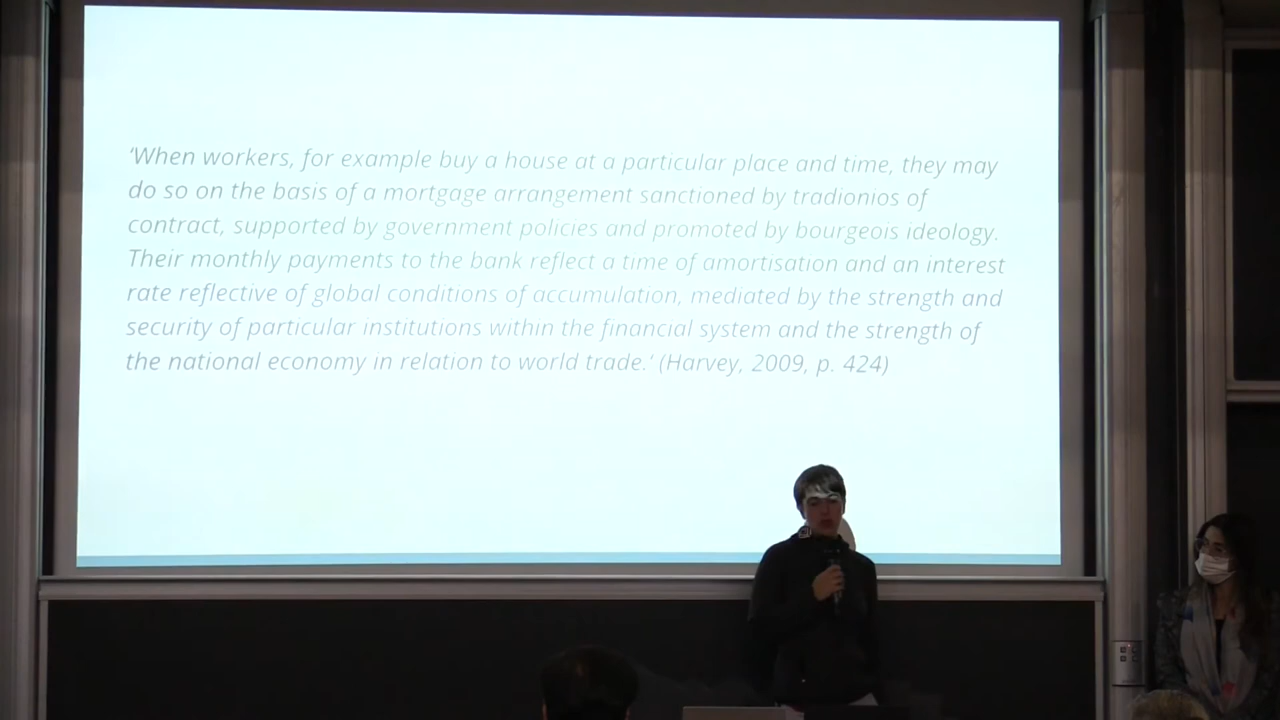 ‘When workers, for example buy a house at a particular place and time, they may
do so on the basis of a mortgage arrangement sanctioned by tradionios of
contract, supported by government policies and promoted by bourgeois ideology.
Their monthly payments to the bank reflect a time of amortisation and an interest
rate reflective of global conditions of accumulation, mediated by the strength and
security of particular institutions within the financial system and the strength of
the national economy in relation to world trade.‘ (Harvey, 2009, p. 424)